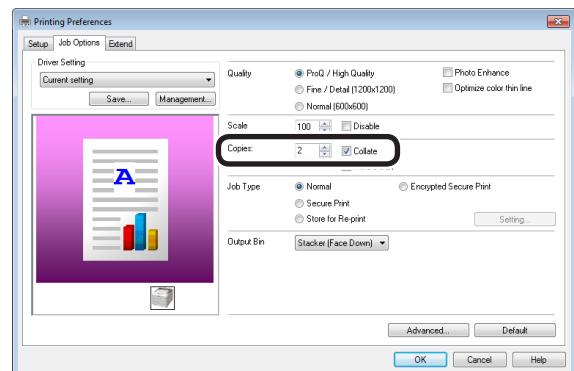 Printing Preferences
Setup Job Options Extend
Driver Setting
Current setting
Save... Management...
A
Quality ProQ / High Quality Photo Enhance
Fine / Detail (1200x1200) Optimize color thin line
Normal (600x600)
Scale 100 Disable
Copies: 2 Collate
Job Type Normal Encrypted Secure Print
Secure Print
Store for Re-print Setting...
Output Bin Stacker (Face Down)
Advanced... Default
OK Cancel Help